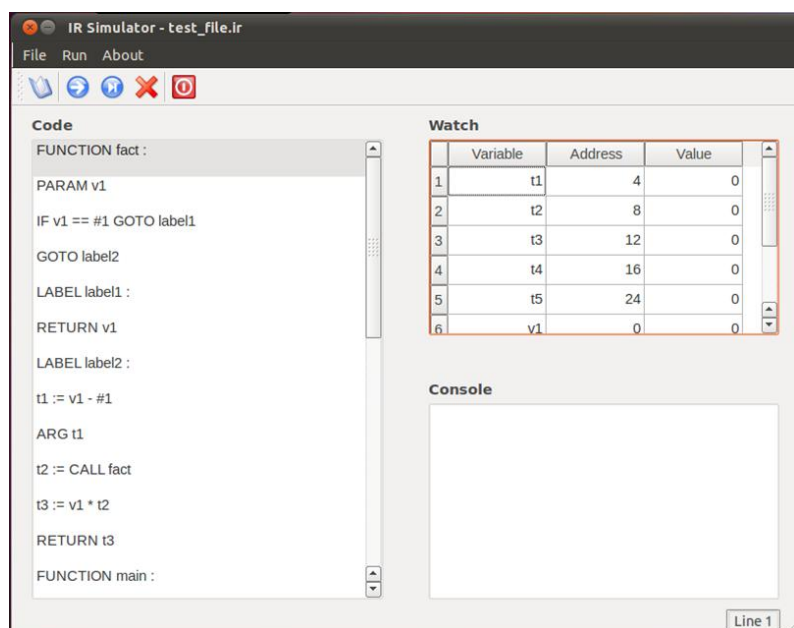 IR Simulator - test_file.ir
File Run About
Code
FUNCTION fact :
PARAM v1
IF v1 == #1 GOTO label1
GOTO label2
LABEL label1 :
RETURN v1
LABEL label2 :
t1 := v1 - #1
ARG t1
t2 := CALL fact
t3 := v1 * t2
RETURN t3
FUNCTION main :
Watch
Variable Address Value
1 t1 4 0
2 t2 8 0
3 t3 12 0
4 t4 16 0
5 t5 24 0
6 v1 0 0
Console
Line 1